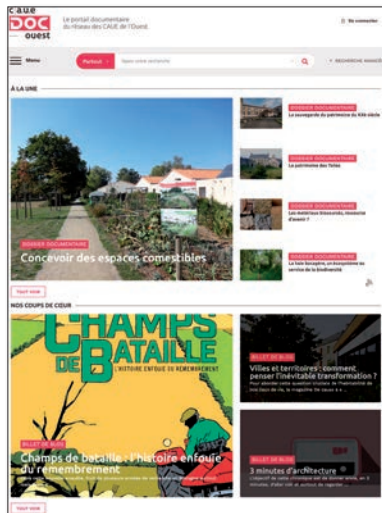 c|a.u.e
DOC
ouest
Le portail documentaire
du réseau des CAUE de l'Ouest
Se connecter
Menu
Partout
Tapez votre recherche
+ RECHERCHE AVANCÉE
À LA UNE
DOSSIER DOCUMENTAIRE
Concevoir des espaces comestibles
DOSSIER DOCUMENTAIRE
La sauvegarde du patrimoine du XXè siècle
DOSSIER DOCUMENTAIRE
Le patrimoine des
DOSSIER DOCUMENTAIRE
Les matériaux biosourcés, ressource
d'avenir ?
DOSSIER DOCUMENTAIRE
La haie bocagère, un écosystème au
service de la biodiversité
TOUT VOIR
NOS COUPS DE CŒUR
CHAMPS
DE BATAILLE
L'HISTOIRE ENFOUIE DU REMEMBREMENT
BILLET DE BLOG
Champs de bataille : l'histoire enfouie
du remembrement
BILLET DE BLOG
Villes et territoires : comment
penser l'inévitable transformation ?
BILLET DE BLOG
3 minutes d'architecture
TOUT VOIR